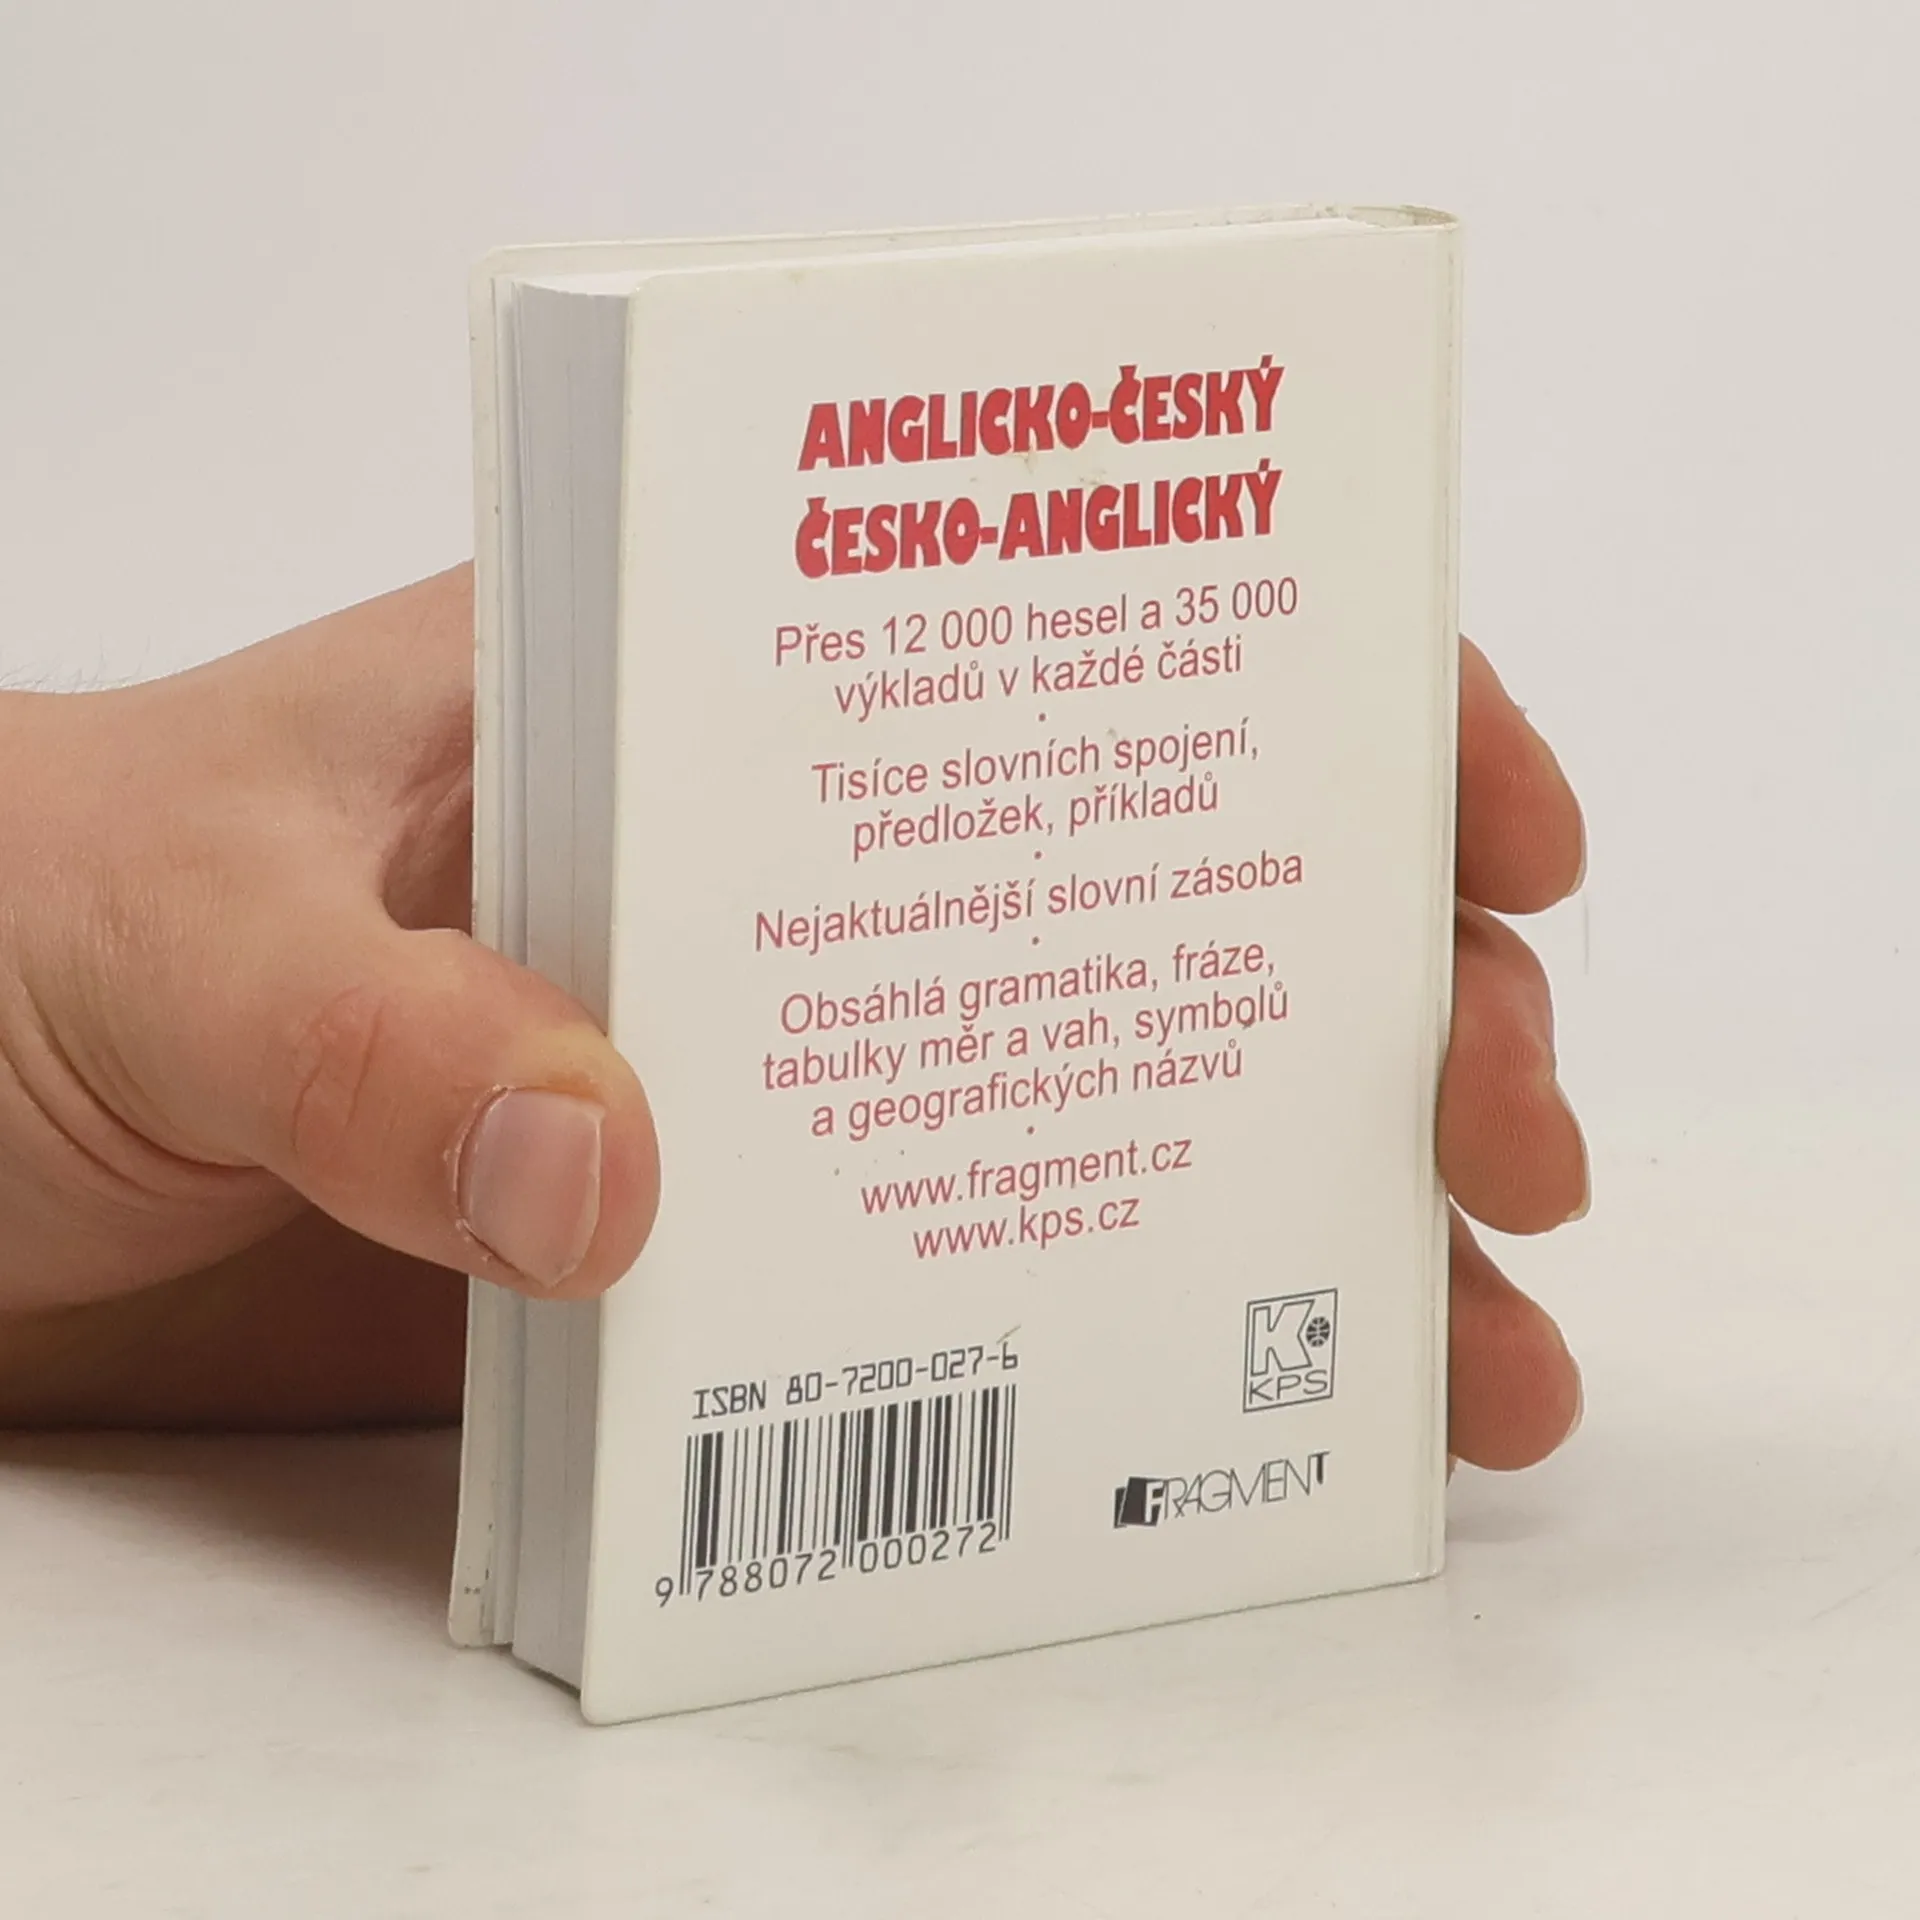 ANGLICKO-ČESKÝ
ČESKO-ANGLICKÝ
Přes 12 000 hesel a 35 000
výkladů v každé části
•
Tisíce slovních spojení,
předložek, příkladů
•
Nejaktuálnější slovní zásoba
•
Obsáhlá gramatika, fráze,
tabulky měr a vah, symbolů
a geografických názvů
•
www.fragment.cz
www.kps.cz
ISBN 80-7200-027-6
9 788072 000272
K
KPS
FRAGMENT